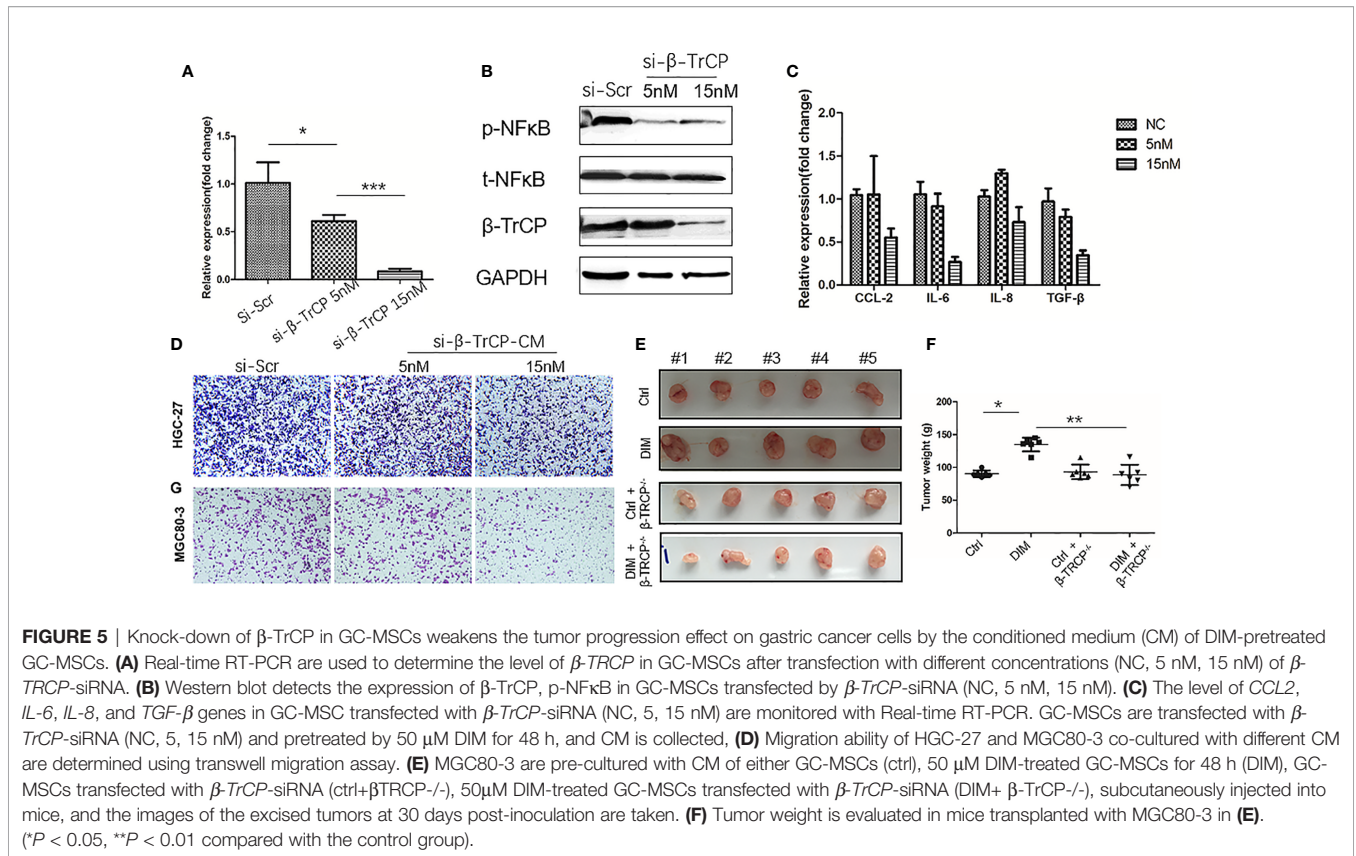 A
Relative expression(fold change)
1.5
1.0
0.5
0.0
*
***
Si-Scr
si-β-TrCP 5nM
si-β-TrCP 15nM
B
si-β-TrCP
si-Scr 5nM 15nM
p-NFκB
t-NFκB
β-TrCP
GAPDH
C
Relative expression(fold change)
2.0
1.5
1.0
0.5
0.0
CCL-2 IL-6 IL-8 TGF-β
NC
5nM
15nM
D
si-β-TrCP-CM
si-Scr 5nM 15nM
HGC-27
G
MGC80-3
E
#1 #2 #3 #4 #5
Ctrl
DIM
Ctrl +
β-TRCP-/-
DIM +
β-TRCP-/-
F
Tumor weight (g)
200
150
100
50
0
*
**
Ctrl
DIM
Ctrl +
β-TRCP-/-
DIM +
β-TRCP-/-
FIGURE 5 | Knock-down of β-TrCP in GC-MSCs weakens the tumor progression effect on gastric cancer cells by the conditioned medium (CM) of DIM-pretreated
GC-MSCs. (A) Real-time RT-PCR are used to determine the level of β-TRCP in GC-MSCs after transfection with different concentrations (NC, 5 nM, 15 nM) of β-
TRCP-siRNA. (B) Western blot detects the expression of β-TrCP, p-NFκB in GC-MSCs transfected by β-TrCP-siRNA (NC, 5 nM, 15 nM). (C) The level of CCL2,
IL-6, IL-8, and TGF-β genes in GC-MSC transfected with β-TrCP-siRNA (NC, 5, 15 nM) are monitored with Real-time RT-PCR. GC-MSCs are transfected with β-
TrCP-siRNA (NC, 5, 15 nM) and pretreated by 50 μM DIM for 48 h, and CM is collected, (D) Migration ability of HGC-27 and MGC80-3 co-cultured with different CM
are determined using transwell migration assay. (E) MGC80-3 are pre-cultured with CM of either GC-MSCs (ctrl), 50 μM DIM-treated GC-MSCs for 48 h (DIM), GC-
MSCs transfected with β-TrCP-siRNA (ctrl+βTRCP-/-), 50μM DIM-treated GC-MSCs transfected with β-TrCP-siRNA (DIM+ β-TrCP-/-), subcutaneously injected into
mice, and the images of the excised tumors at 30 days post-inoculation are taken. (F) Tumor weight is evaluated in mice transplanted with MGC80-3 in (E).
(*P < 0.05, **P < 0.01 compared with the control group).